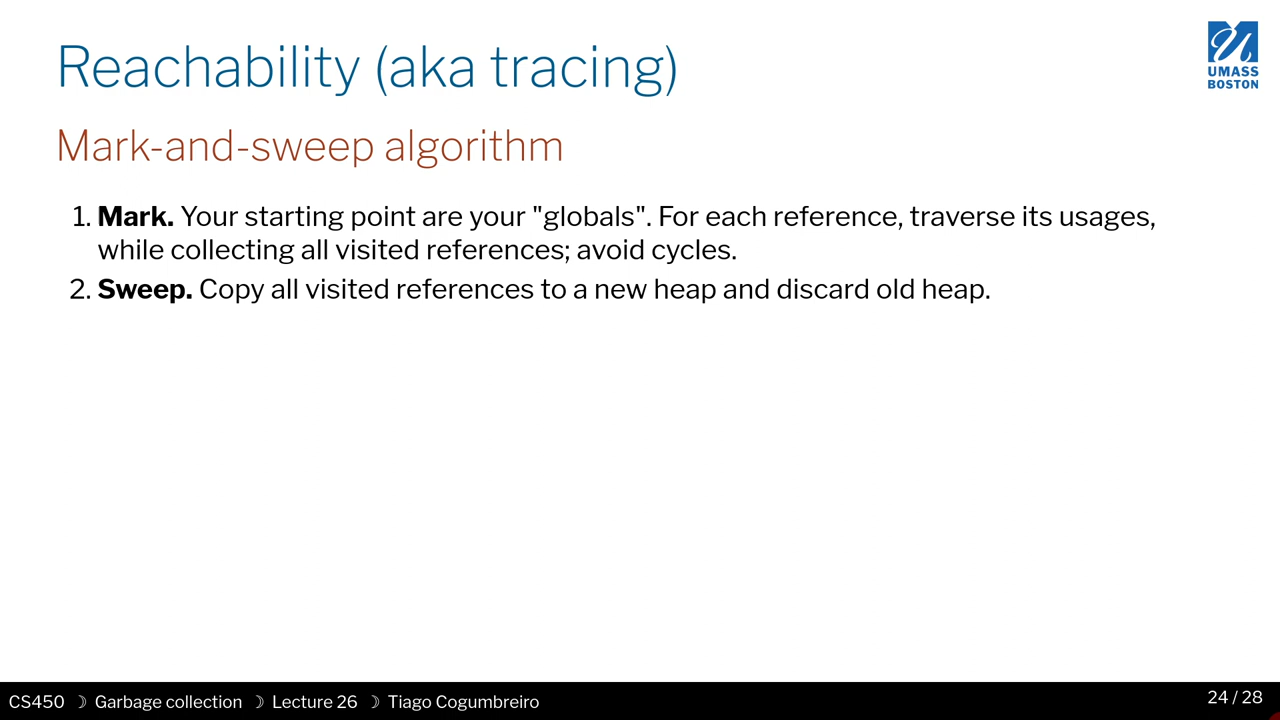 Reachability (aka tracing)
UMASS
BOSTON
Mark-and-sweep algorithm
1. Mark. Your starting point are your "globals". For each reference, traverse its usages,
while collecting all visited references; avoid cycles.
2. Sweep. Copy all visited references to a new heap and discard old heap.
CS450 ☽ Garbage collection ☽ Lecture 26 ☽ Tiago Cogumbreiro
24 / 28